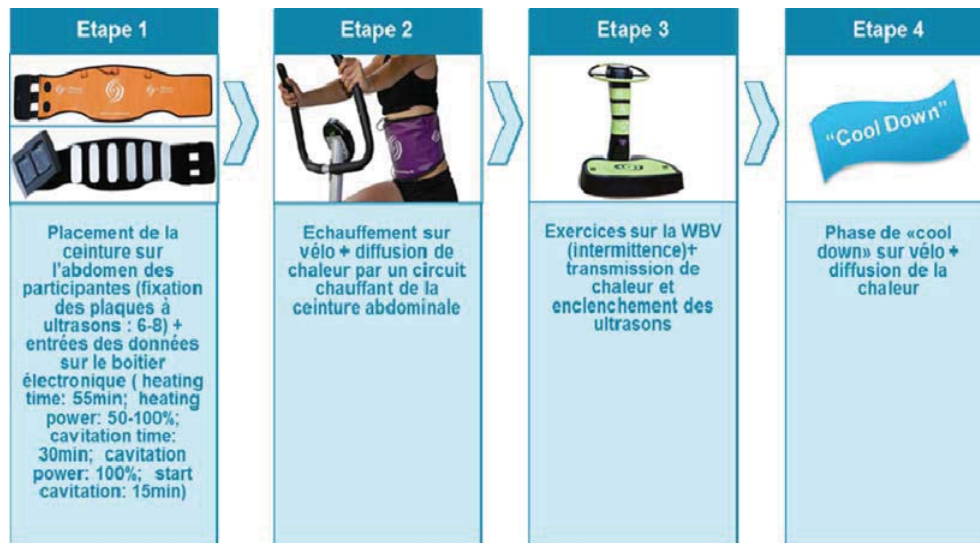 Etape 1
Placement de la
ceinture sur
l'abdomen des
participantes (fixation
des plaques à
ultrasons : 6-8) +
entrées des données
sur le boitier
électronique ( heating
time: 55min; heating
power: 50-100%;
cavitation time:
30min; cavitation
power: 100%; start
cavitation: 15min)
Etape 2
Echauffement sur
vélo + diffusion de
chaleur par un circuit
chauffant de la
ceinture abdominale
Etape 3
Exercices sur la WBV
(intermittence)+
transmission de
chaleur et
enclenchement des
ultrasons
Etape 4
“Cool Down”
Phase de «cool
down» sur vélo +
diffusion de la
chaleur